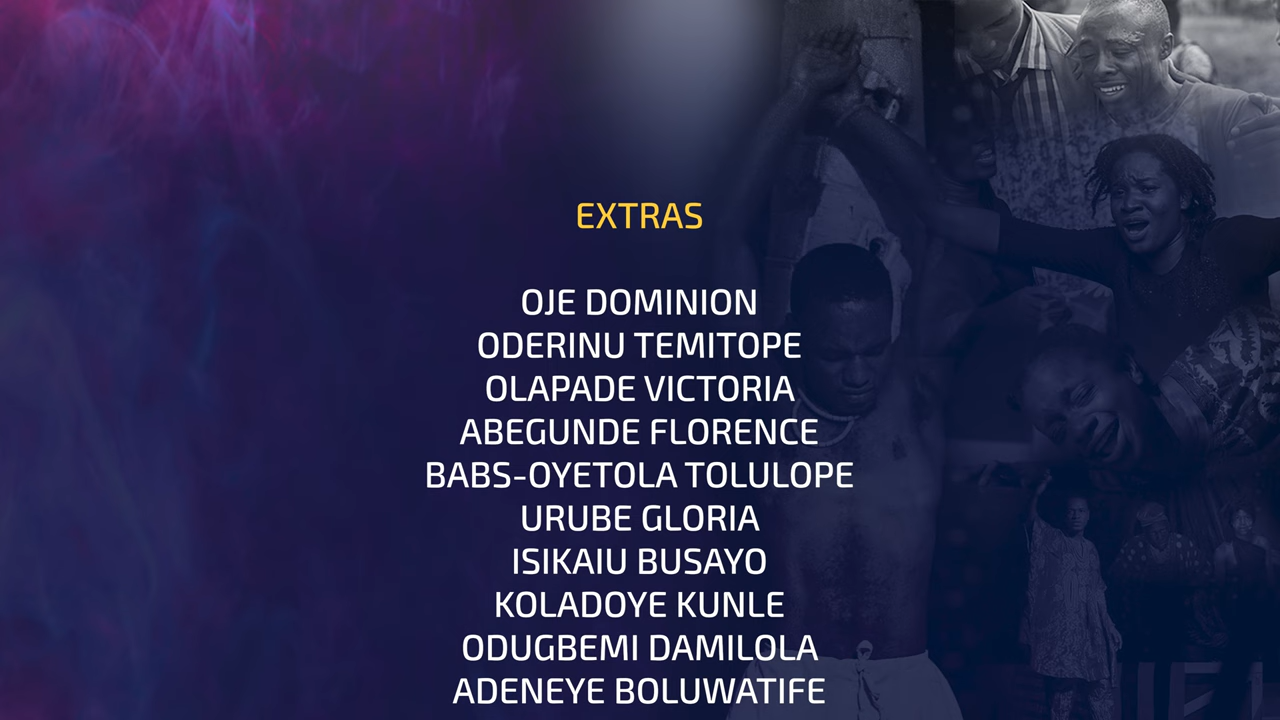 EXTRAS
OJE DOMINION
ODERINU TEMITOPE
OLAPADE VICTORIA
ABEGUNDE FLORENCE
BABS-OYETOLA TOLULOPE
URUBE GLORIA
ISIKAIU BUSAYO
KOLADOYE KUNLE
ODUGBEMI DAMILOLA
ADENEYE BOLUWATIFE